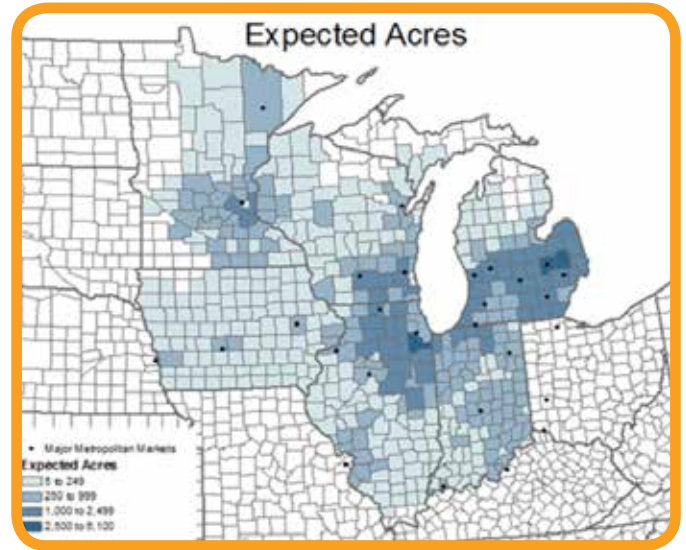 Expected Acres
Major Metropolitan Markets
Expected Acres
5 to 249
250 to 999
1,000 to 2,499
2,500 to 6,100